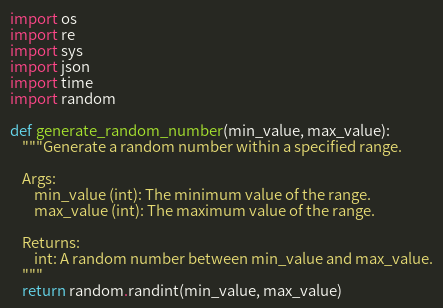 import os
import re
import sys
import json
import time
import random

def generate_random_number(min_value, max_value):
    """Generate a random number within a specified range.

    Args:
        min_value (int): The minimum value of the range.
        max_value (int): The maximum value of the range.

    Returns:
        int: A random number between min_value and max_value.
    """
    return random.randint(min_value, max_value)